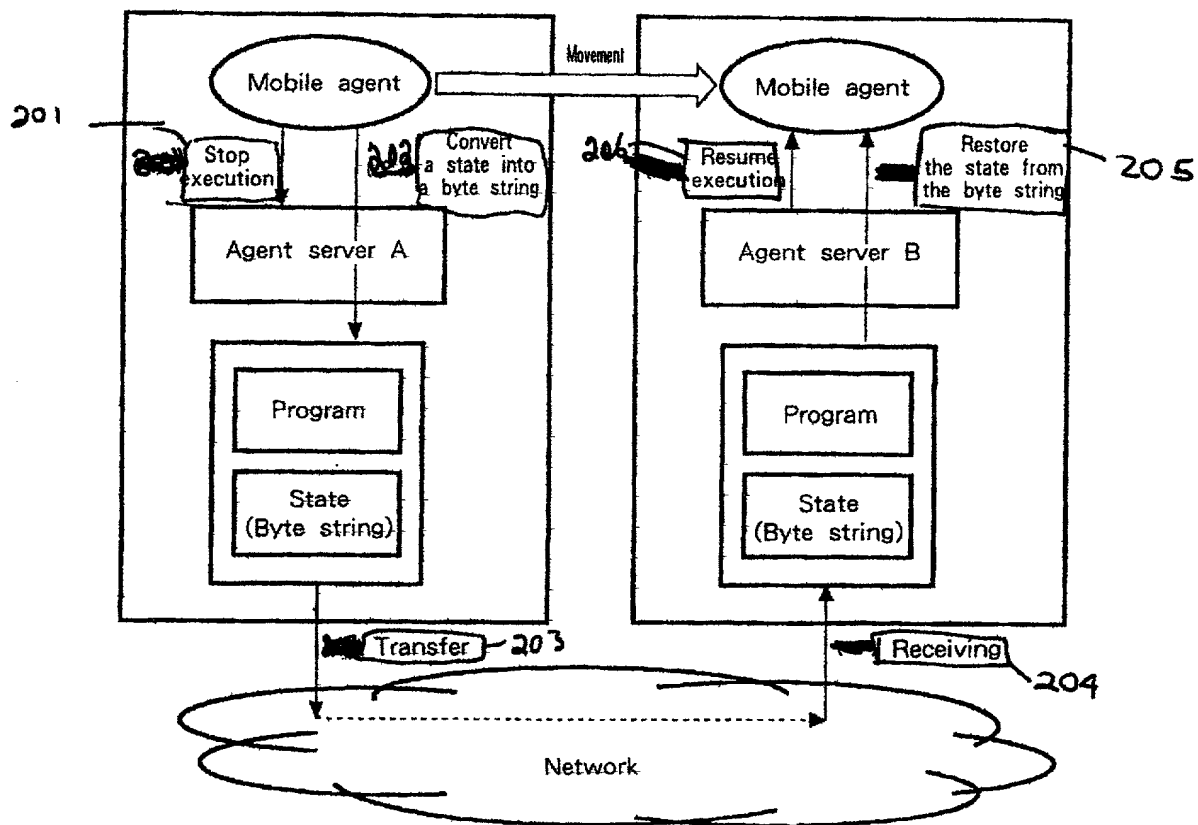 Movement
Mobile agent
Mobile agent
201
Stop
execution
202
Convert
a state into
a byte string
206
Resume
execution
Restore
the state from
the byte string
205
Agent server A
Agent server B
Program
Program
State
(Byte string)
State
(Byte string)
Transfer
203
Receiving
204
Network